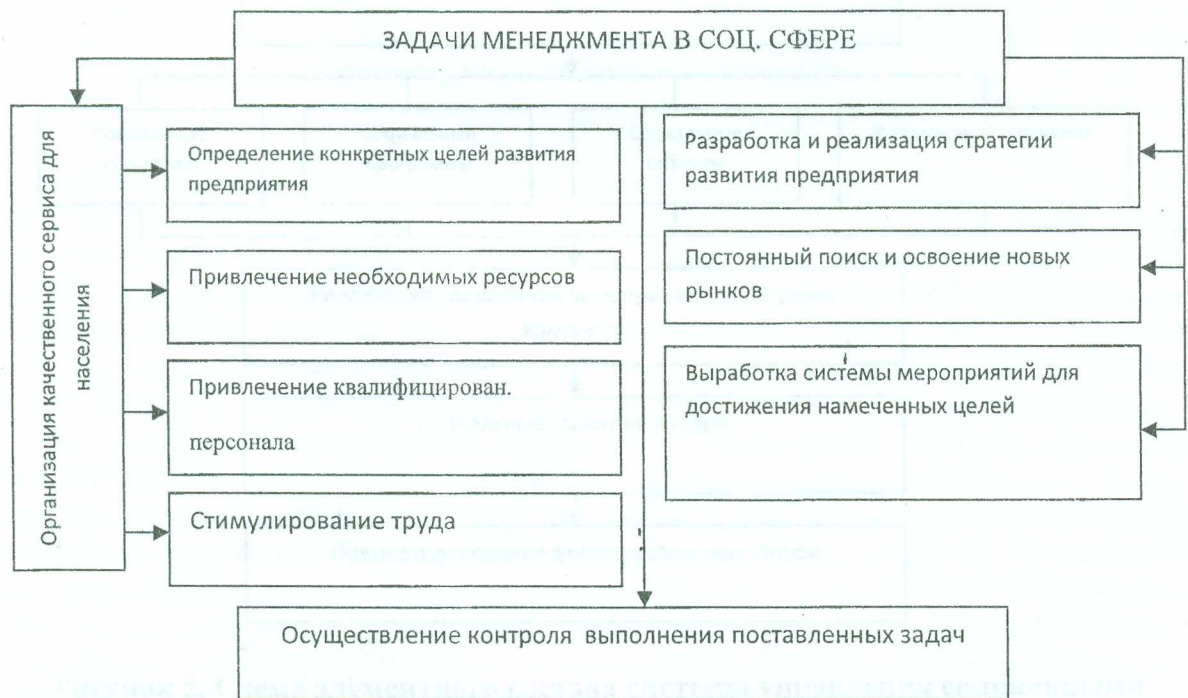 ЗАДАЧИ МЕНЕДЖМЕНТА В СОЦ. СФЕРЕ
Организация качественного сервиса для
населения
Определение конкретных целей развития
предприятия
Привлечение необходимых ресурсов
Привлечение квалифицирован.
персонала
Стимулирование труда
Разработка и реализация стратегии
развития предприятия
Постоянный поиск и освоение новых
рынков
Выработка системы мероприятий для
достижения намеченных целей
Осуществление контроля выполнения поставленных задач